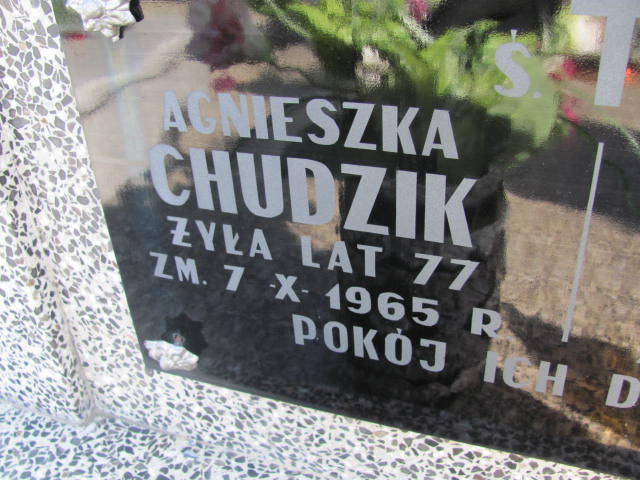 Ś.
AGNIESZKA
CHUDZIK
ŻYŁA LAT 77
ZM. 7 -X- 1965 R
POKÓJ ICH D